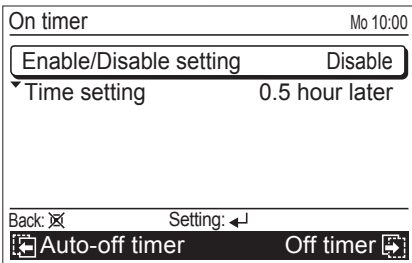 On timer Mo 10:00
Enable/Disable setting Disable
Time setting 0.5 hour later
Back: Setting:
Auto-off timer Off timer